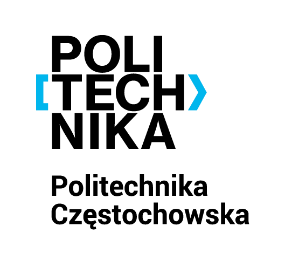 POLI
[TECH>
NIKA
Politechnika
Częstochowska